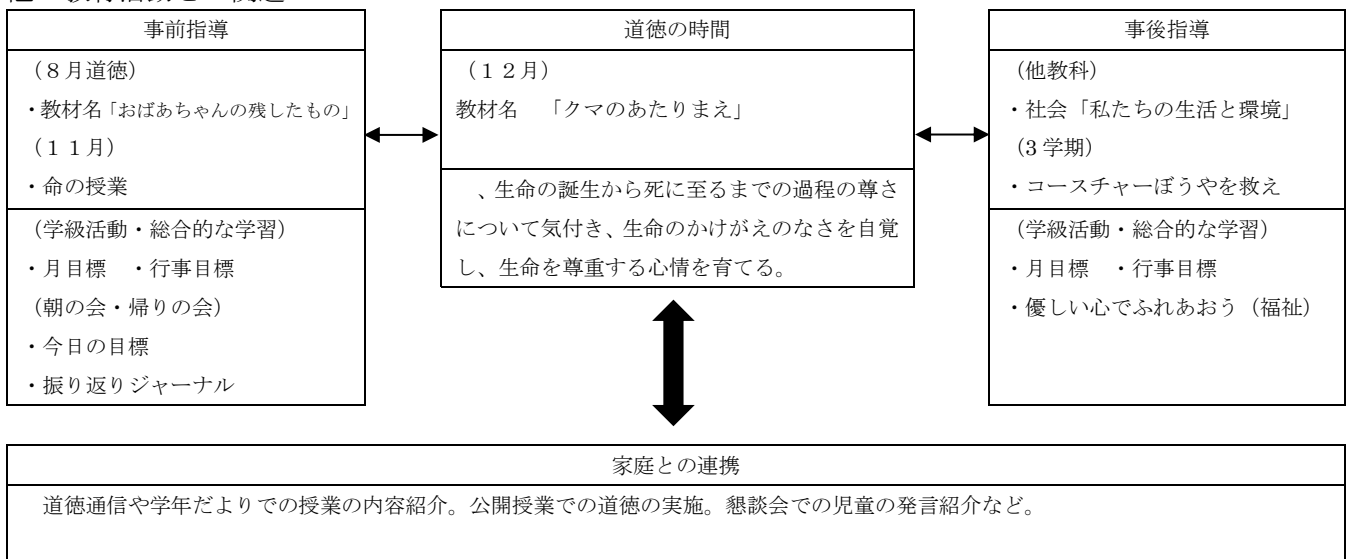 事前指導
(8月道徳)
・教材名「おばあちゃんの残したもの」
(11月)
・命の授業
(学級活動・総合的な学習)
・月目標 ・行事目標
(朝の会・帰りの会)
・今日の目標
・振り返りジャーナル
道徳の時間
(12月)
教材名 「クマのあたりまえ」
、生命の誕生から死に至るまでの過程の尊さ
について気付き、生命のかけがえのなさを自覚
し、生命を尊重する心情を育てる。
事後指導
(他教科)
・社会「私たちの生活と環境」
(3学期)
・コースチャーぼうやを救え
(学級活動・総合的な学習)
・月目標 ・行事目標
・優しい心でふれあおう(福祉)
家庭との連携
道徳通信や学年だよりでの授業の内容紹介。公開授業での道徳の実施。懇談会での児童の発言紹介など。